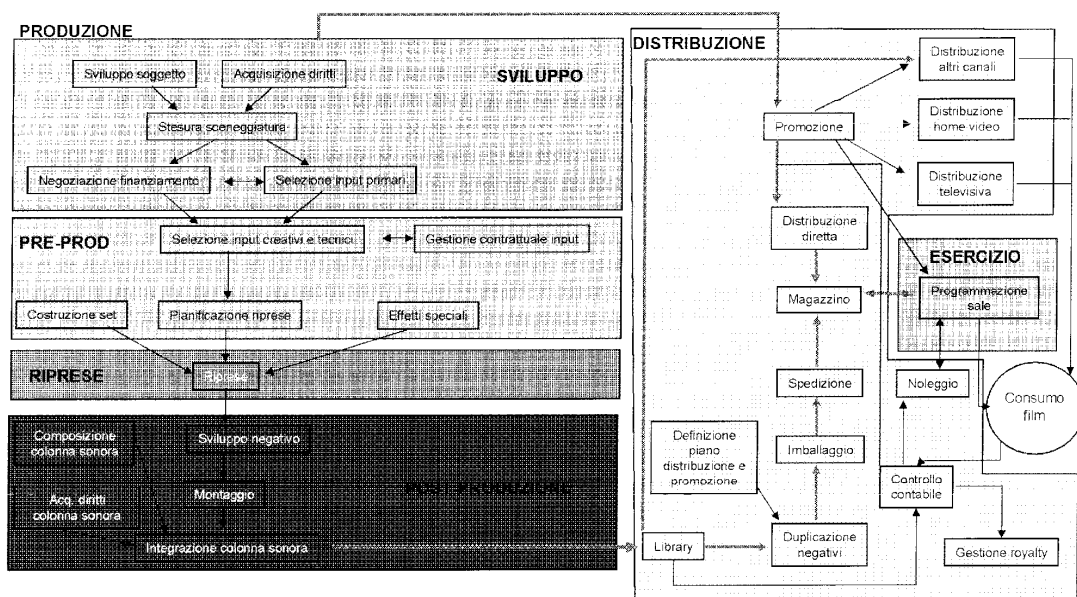 PRODUZIONE
Sviluppo soggetto
Acquisizione diritti
SVILUPPO
Stesura sceneggiatura
Negoziazione finanziamento
Selezione input primari
PRE-PROD
Selezione input creativi e tecnici
Gestione contrattuale input
Costruzione set
Planificazione riprese
Effetti speciali
RIPRESE
Riprese
Composizione
colonna sonora
Sviluppo negativo
POST PRODUZIONE
Acq. diritti
colonna sonora
Montaggio
Integrazione colonna sonora
DISTRIBUZIONE
Distribuzione
altri canali
Promozione
Distribuzione
home video
Distribuzione
televisiva
Distribuzione
diretta
ESERCIZIO
Magazzino
Programmazione
sale
Spedizione
Noleggio
Consumo
film
Definizione
piano
distribuzione e
promozione
Imballaggio
Controllo
contabile
Library
Duplicazione
negativi
Gestione royalty